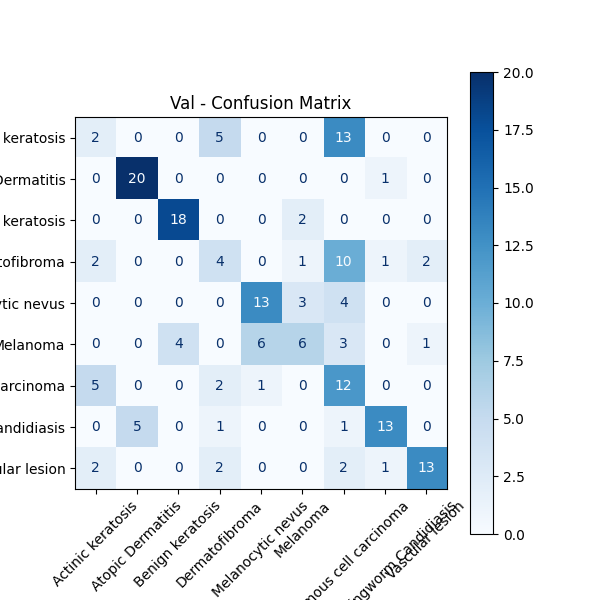 Val - Confusion Matrix
keratosis 2 0 0 5 0 0 13 0 0
Dermatitis 0 20 0 0 0 0 0 1 0
keratosis 0 0 18 0 0 2 0 0 0
tofibroma 2 0 0 4 0 1 10 1 2
ytic nevus 0 0 0 0 13 3 4 0 0
Melanoma 0 0 4 0 6 6 3 0 1
arcinoma 5 0 0 2 1 0 12 0 0
andidiasis 0 5 0 1 0 0 1 13 0
ular lesion 2 0 0 2 0 0 2 1 13
Actinic keratosis
Atopic Dermatitis
Benign keratosis
Dermatofibroma
Melanocytic nevus
Melanoma
mous cell carcinoma
ngworm Candidiasis
Vascular lesion
20.0
17.5
15.0
12.5
10.0
7.5
5.0
2.5
0.0